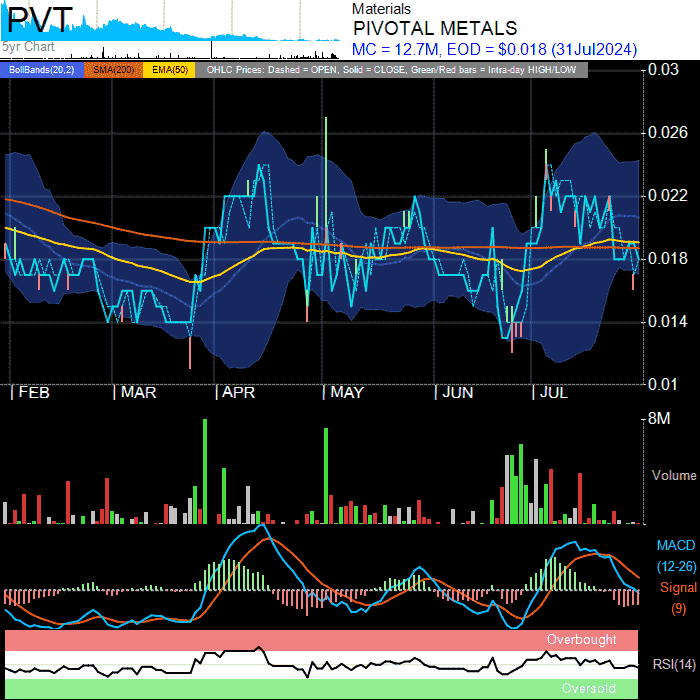 PVT
5yr Chart
Materials
PIVOTAL METALS
MC = 12.7M, EOD = $0.018 (31Jul2024)
BollBands(20,2) SMA(200) EMA(50) OHLC Prices: Dashed = OPEN, Solid = CLOSE, Green/Red bars = Intra-day HIGH/LOW
0.03
0.026
0.022
0.018
0.014
0.01
FEB MAR APR MAY JUN JUL
8M
Volume
MACD
(12-26)
Signal
(9)
Overbought
RSI(14)
Oversold